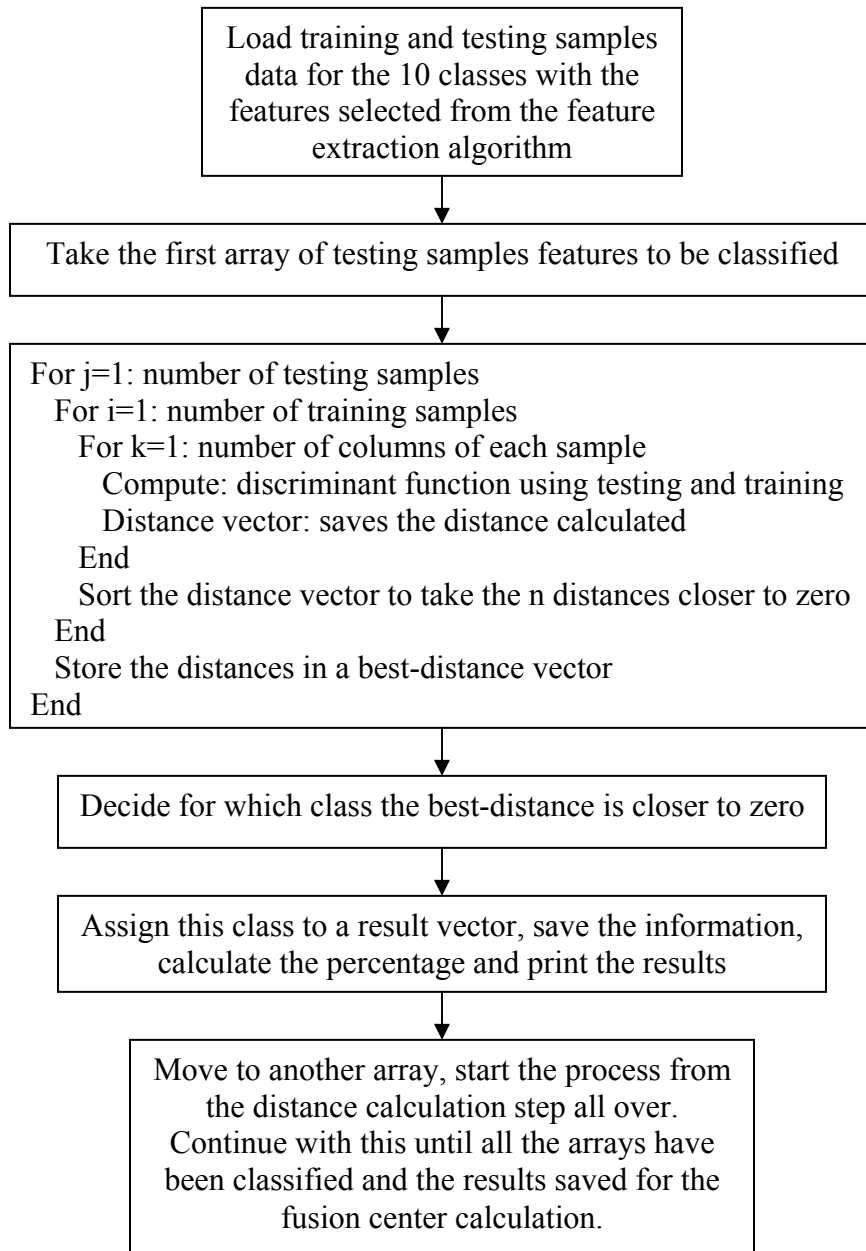 Load training and testing samples
data for the 10 classes with the
features selected from the feature
extraction algorithm
Take the first array of testing samples features to be classified
For j=1: number of testing samples
For i=1: number of training samples
For k=1: number of columns of each sample
Compute: discriminant function using testing and training
Distance vector: saves the distance calculated
End
Sort the distance vector to take the n distances closer to zero
End
Store the distances in a best-distance vector
End
Decide for which class the best-distance is closer to zero
Assign this class to a result vector, save the information,
calculate the percentage and print the results
Move to another array, start the process from
the distance calculation step all over.
Continue with this until all the arrays have
been classified and the results saved for the
fusion center calculation.